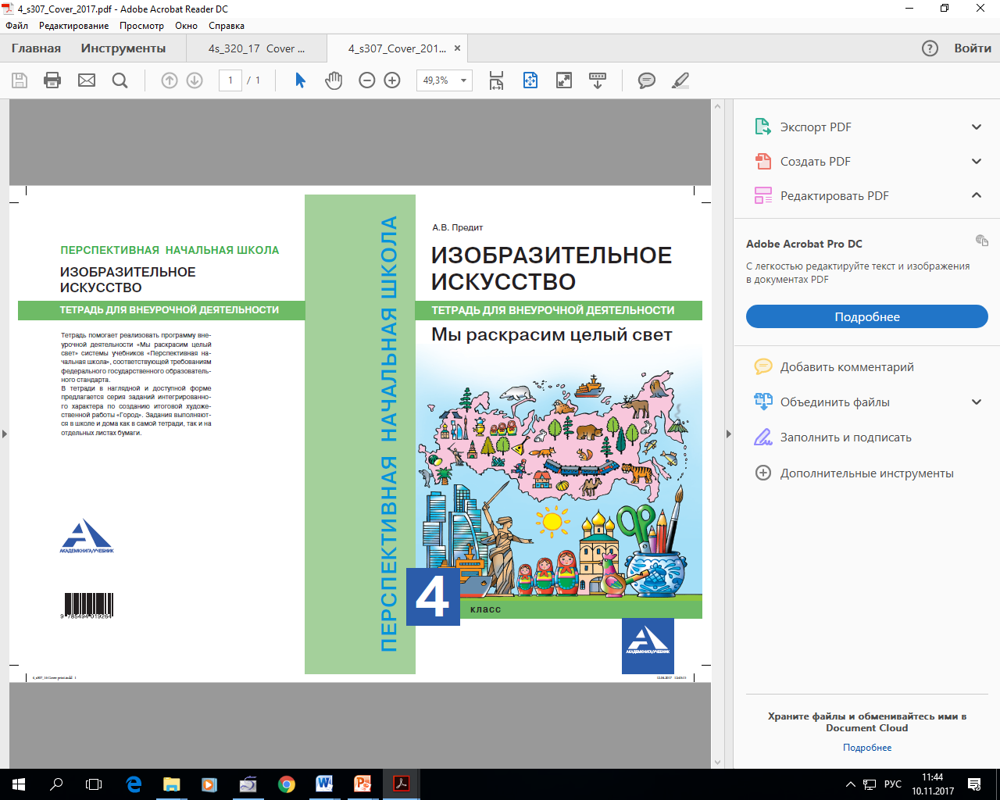 4_s307_Cover_2017.pdf - Adobe Acrobat Reader DC
Файл Редактирование Просмотр Окно Справка
Главная Инструменты 4s_320_17 Cover ... 4_s307_Cover_201... × Войти
1 / 1 49,3%
Экспорт PDF
Создать PDF
Редактировать PDF
Adobe Acrobat Pro DC
С легкостью редактируйте текст и изображения
в документах PDF
Подробнее
Добавить комментарий
Объединить файлы
Заполнить и подписать
Дополнительные инструменты
Храните файлы и обменивайтесь ими в
Document Cloud
Подробнее
ПЕРСПЕКТИВНАЯ НАЧАЛЬНАЯ ШКОЛА
ИЗОБРАЗИТЕЛЬНОЕ
ИСКУССТВО
ТЕТРАДЬ ДЛЯ ВНЕУРОЧНОЙ ДЕЯТЕЛЬНОСТИ
Тетрадь помогает реализовать программу вне-
урочной деятельности «Мы раскрасим целый
свет» системы учебников «Перспективная на-
чальная школа», соответствующей требованиям
федерального государственного образователь-
ного стандарта.
В тетради в наглядной и доступной форме
предлагается серия заданий интегрированно-
го характера по созданию итоговой художе-
ственной работы «Город». Задания выполняют-
ся в школе и дома как в самой тетради, так и на
отдельных листах бумаги.
АКАДЕМКНИГА/УЧЕБНИК
9 785494 019264
ПЕРСПЕКТИВНАЯ НАЧАЛЬНАЯ ШКОЛА
А.В. Предит
ИЗОБРАЗИТЕЛЬНОЕ
ИСКУССТВО
ТЕТРАДЬ ДЛЯ ВНЕУРОЧНОЙ ДЕЯТЕЛЬНОСТИ
Мы раскрасим целый свет
4 класс
АКАДЕМКНИГА/УЧЕБНИК
РУС
11:44
10.11.2017